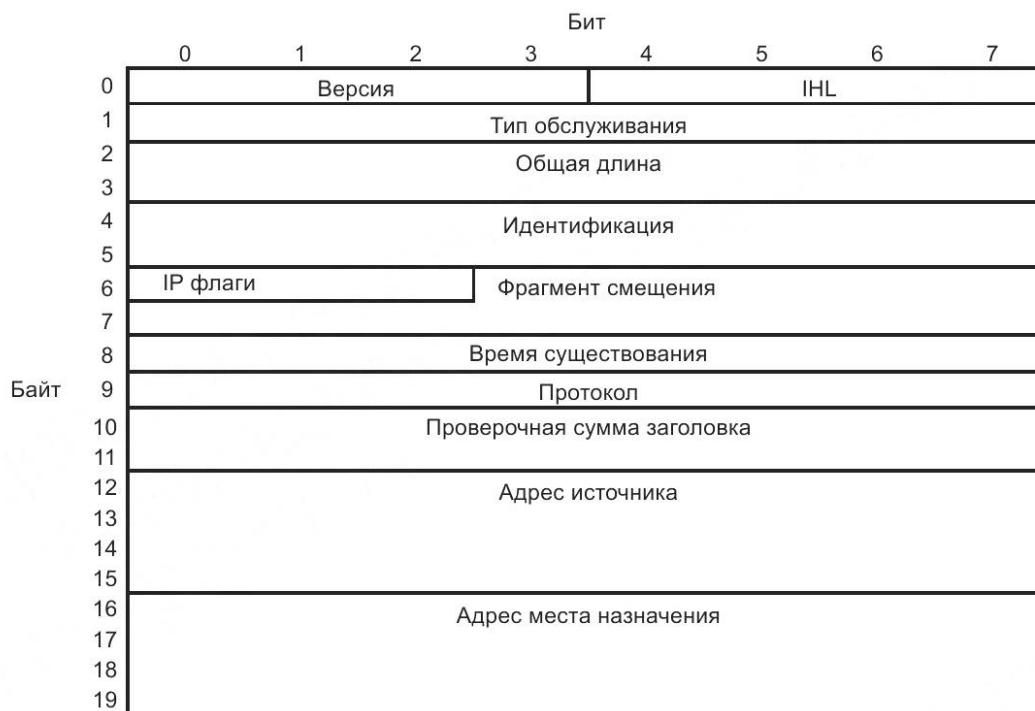 Бит
0 1 2 3 4 5 6 7
0 Версия IHL
1 Тип обслуживания
2 Общая длина
3
4 Идентификация
5
6 IP флаги Фрагмент смещения
7
8 Время существования
Байт 9 Протокол
10 Проверочная сумма заголовка
11
12 Адрес источника
13
14
15
16 Адрес места назначения
17
18
19